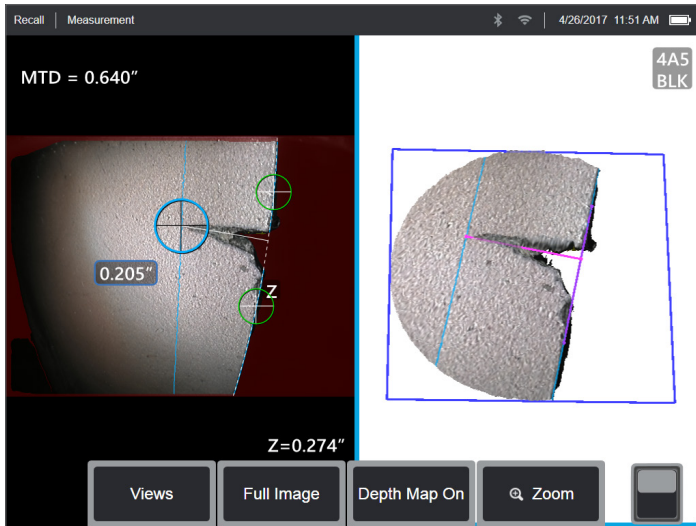 Recall | Measurement
4/26/2017 11:51 AM
MTD = 0.640"
4A5
BLK
0.205"
Z
Z=0.274"
Views
Full Image
Depth Map On
Zoom